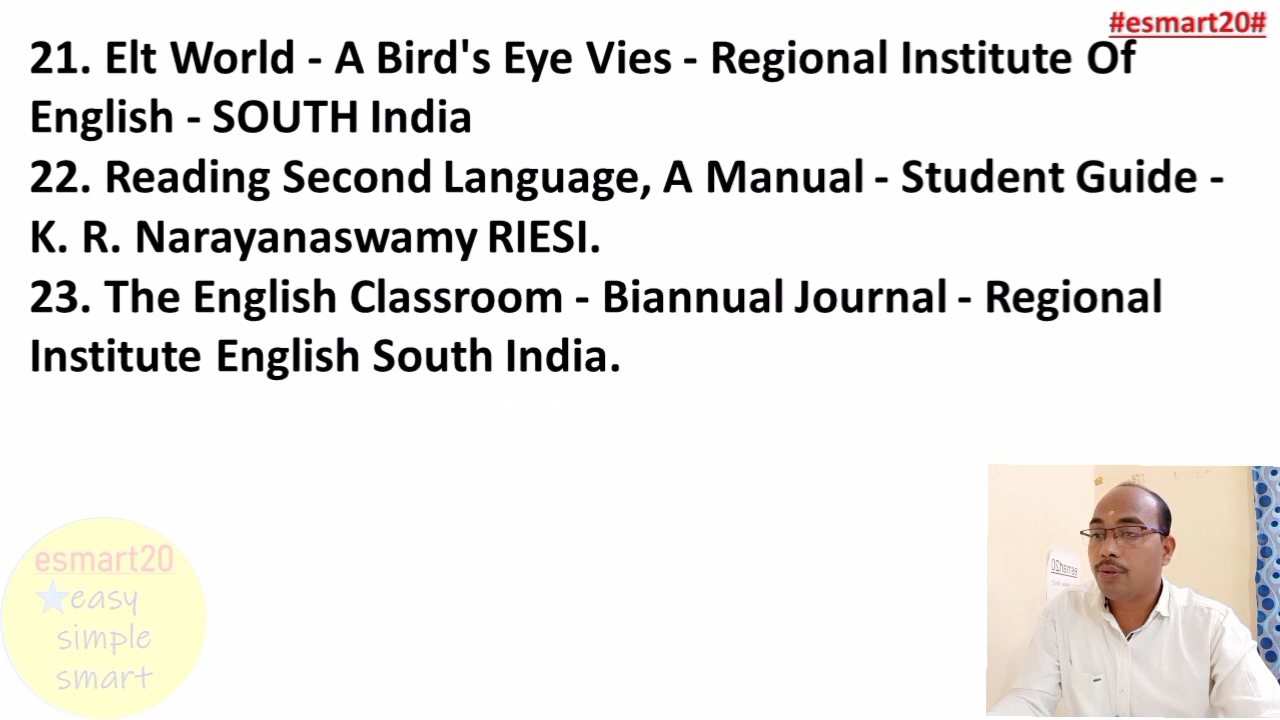 #esmart20#
21. Elt World - A Bird's Eye Vies - Regional Institute Of
English - SOUTH India
22. Reading Second Language, A Manual - Student Guide -
K. R. Narayanaswamy RIESI.
23. The English Classroom - Biannual Journal - Regional
Institute English South India.
esmart20
easy
simple
smart
esmart20